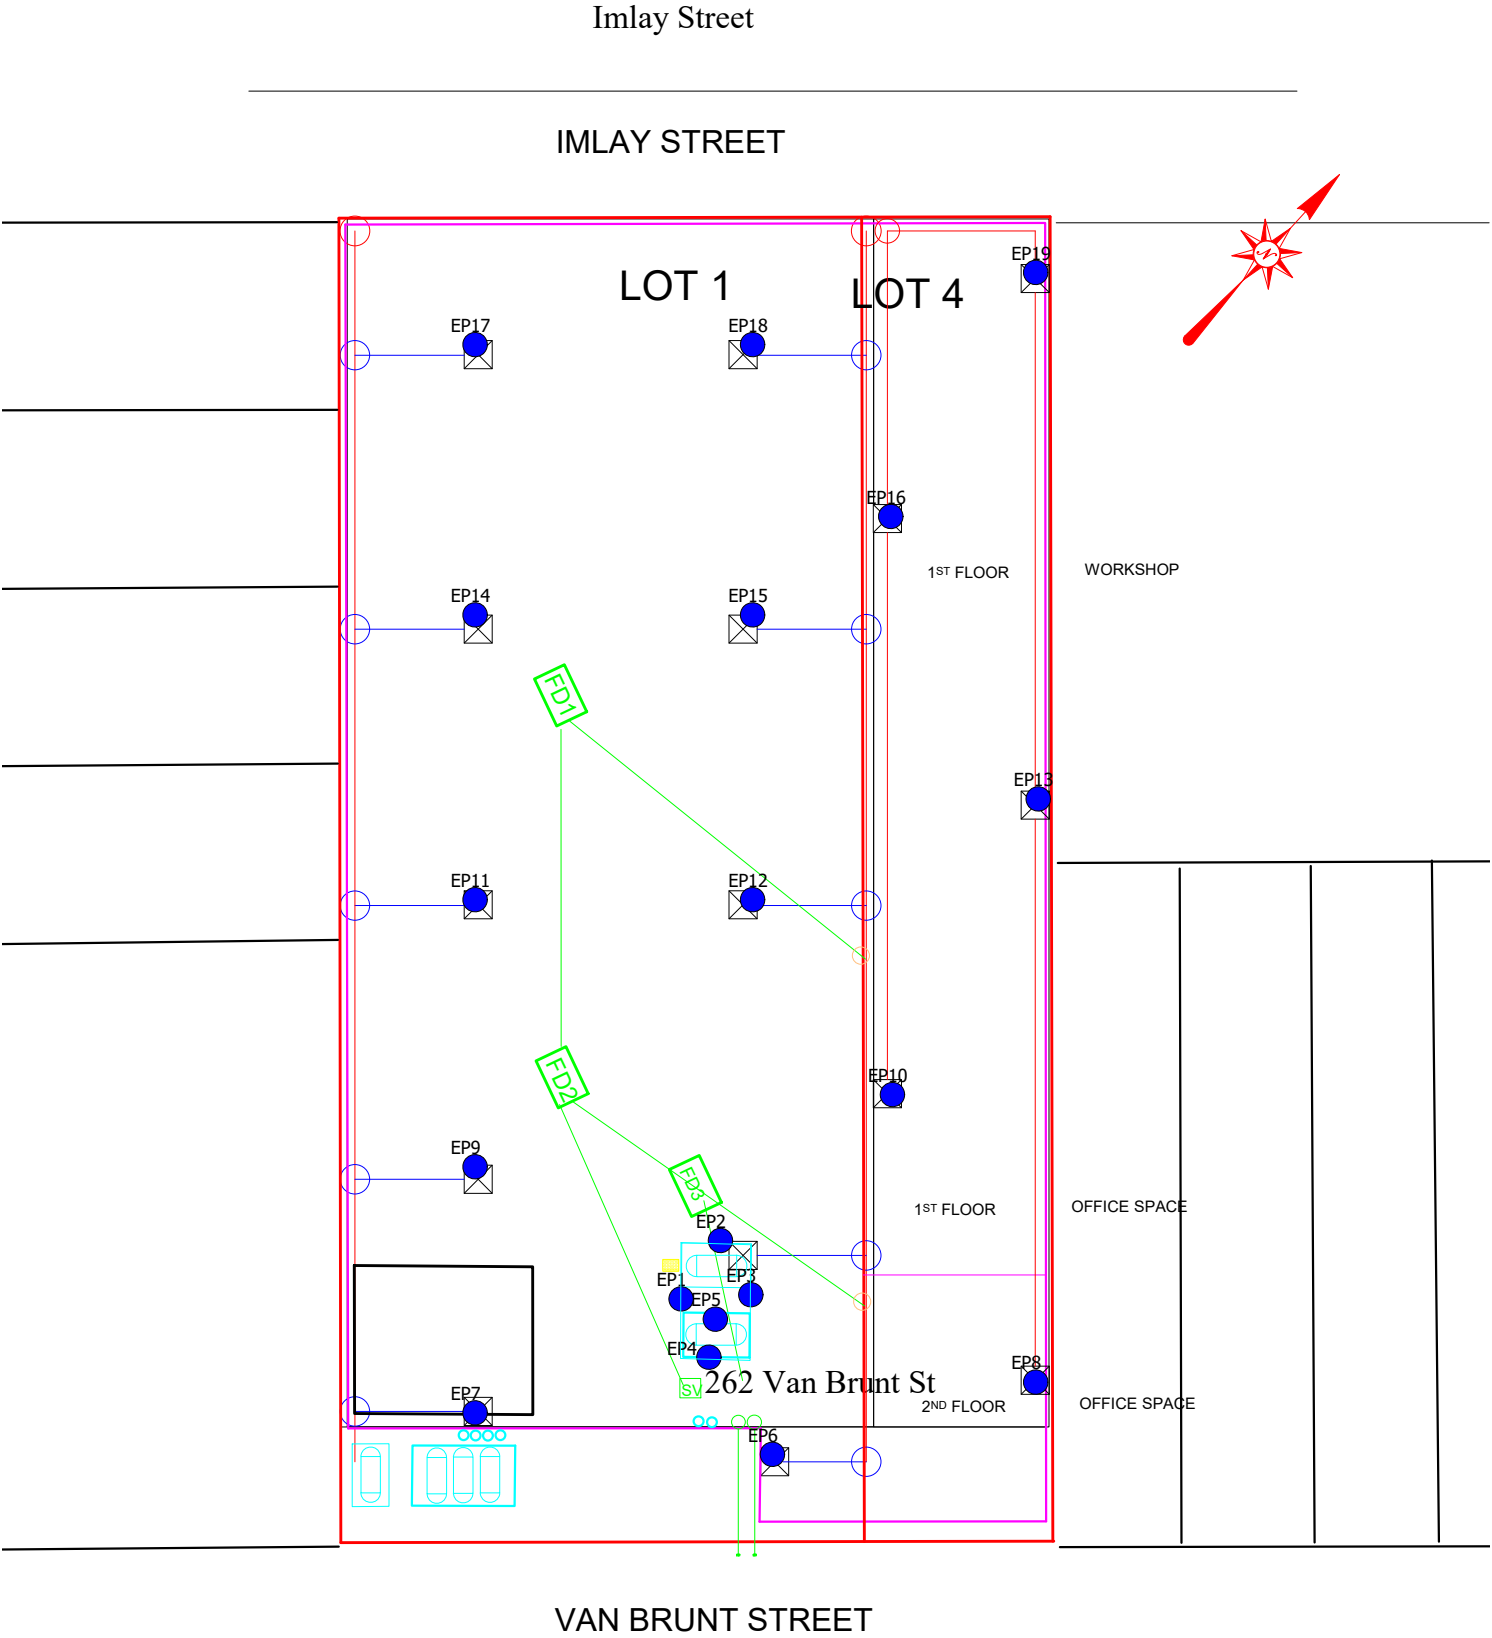 Imlay Street
IMLAY STREET
EP19
LOT 1
LOT 4
N
EP17
EP18
EP16
1ST FLOOR
WORKSHOP
EP14
EP15
FD1
EP13
EP11
EP12
FD2
EP10
EP9
FD3
1ST FLOOR
OFFICE SPACE
EP2
EP1
EP3
EP5
EP4
EP8
SV
262 Van Brunt St
EP7
2ND FLOOR
OFFICE SPACE
EP6
VAN BRUNT STREET